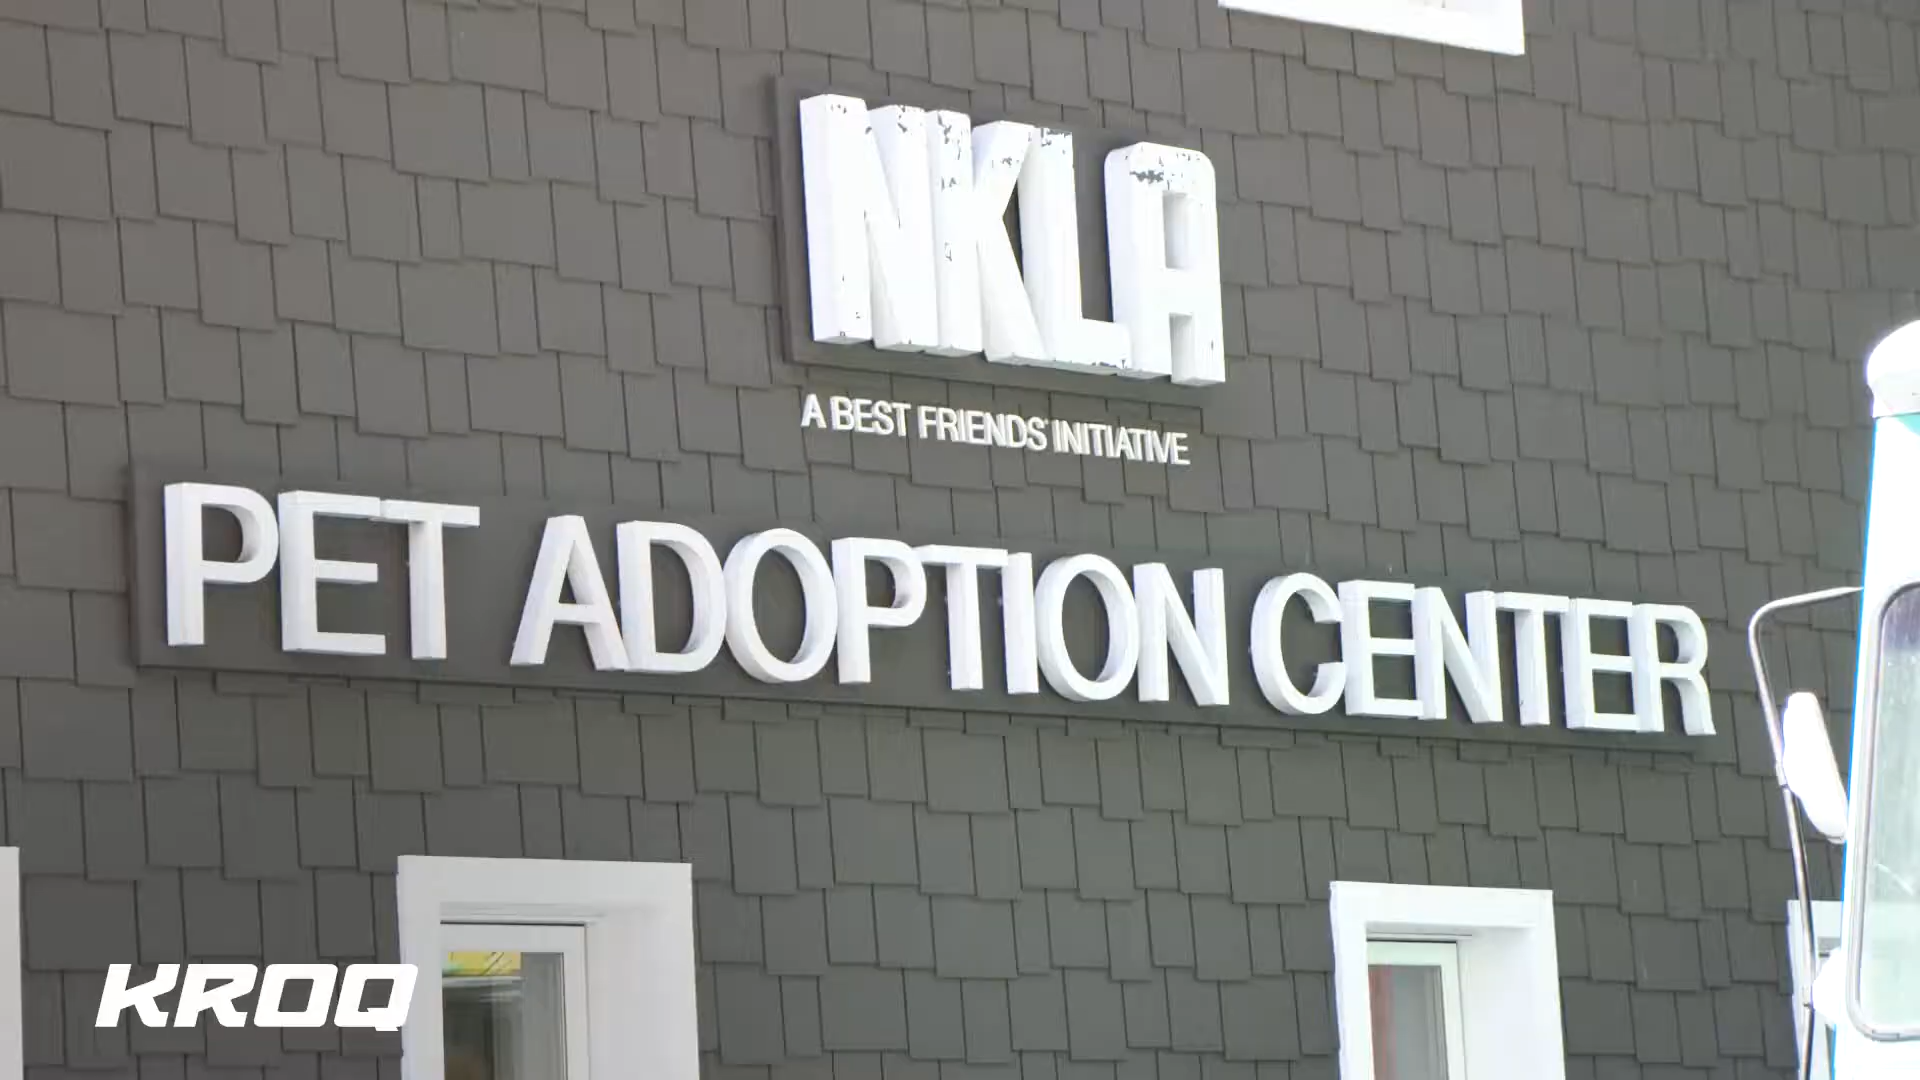 NKLA
A BEST FRIENDS INITIATIVE
PET ADOPTION CENTER
KROQ